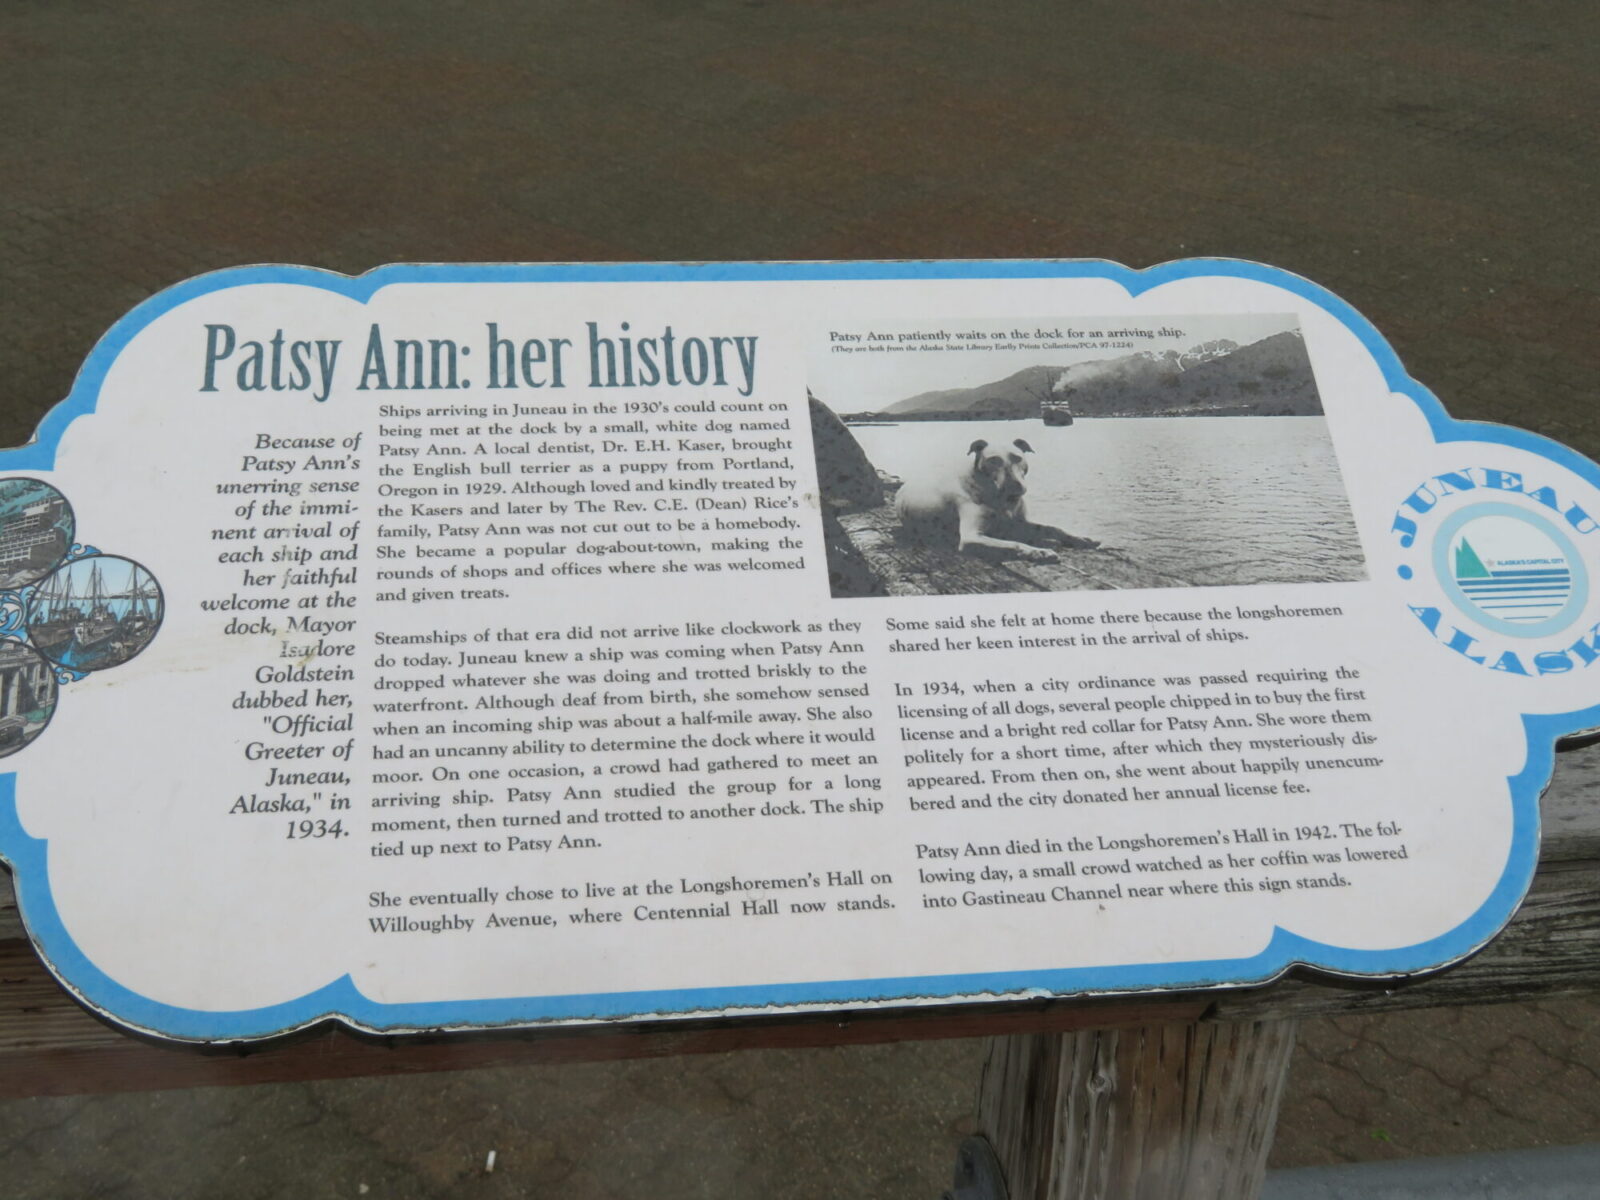 Patsy Ann: her history
Because of
Patsy Ann's
unerring sense
of the immi-
nent arrival of
each ship and
her faithful
welcome at the
dock, Mayor
Isadore
Goldstein
dubbed her,
"Official
Greeter of
Juneau,
Alaska," in
1934.
Ships arriving in Juneau in the 1930's could count on
being met at the dock by a small, white dog named
Patsy Ann. A local dentist, Dr. E.H. Kaser, brought
the English bull terrier as a puppy from Portland,
Oregon in 1929. Although loved and kindly treated by
the Kasers and later by The Rev. C.E. (Dean) Rice's
family, Patsy Ann was not cut out to be a homebody.
She became a popular dog-about-town, making the
rounds of shops and offices where she was welcomed
and given treats.
Steamships of that era did not arrive like clockwork as they
do today. Juneau knew a ship was coming when Patsy Ann
dropped whatever she was doing and trotted briskly to the
waterfront. Although deaf from birth, she somehow sensed
when an incoming ship was about a half-mile away. She also
had an uncanny ability to determine the dock where it would
moor. On one occasion, a crowd had gathered to meet an
arriving ship. Patsy Ann studied the group for a long
moment, then turned and trotted to another dock. The ship
tied up next to Patsy Ann.
She eventually chose to live at the Longshoremen's Hall on
Willoughby Avenue, where Centennial Hall now stands.
Patsy Ann patiently waits on the dock for an arriving ship.
(They are both from the Alaska State Library Earlly Prints Collection/PCA 97-1224)
Some said she felt at home there because the longshoremen
shared her keen interest in the arrival of ships.
In 1934, when a city ordinance was passed requiring the
licensing of all dogs, several people chipped in to buy the first
license and a bright red collar for Patsy Ann. She wore them
politely for a short time, after which they mysteriously dis-
appeared. From then on, she went about happily unencum-
bered and the city donated her annual license fee.
Patsy Ann died in the Longshoremen's Hall in 1942. The fol-
lowing day, a small crowd watched as her coffin was lowered
into Gastineau Channel near where this sign stands.
JUNEAU
ALASKA'S CAPITAL CITY
ALASK